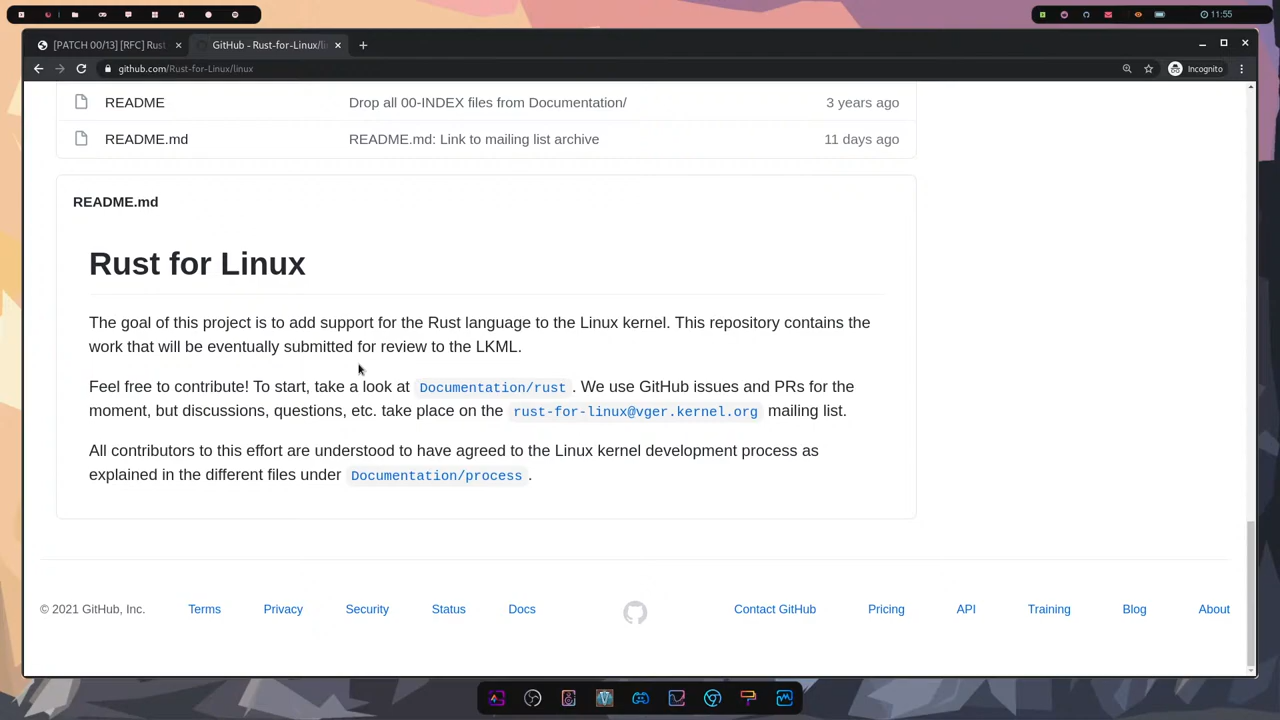 11:55
[PATCH 00/13] [RFC] Rust
GitHub - Rust-for-Linux/li
github.com/Rust-for-Linux/linux
Incognito
README Drop all 00-INDEX files from Documentation/ 3 years ago
README.md README.md: Link to mailing list archive 11 days ago
README.md
Rust for Linux
The goal of this project is to add support for the Rust language to the Linux kernel. This repository contains the
work that will be eventually submitted for review to the LKML.
Feel free to contribute! To start, take a look at Documentation/rust . We use GitHub issues and PRs for the
moment, but discussions, questions, etc. take place on the rust-for-linux@vger.kernel.org mailing list.
All contributors to this effort are understood to have agreed to the Linux kernel development process as
explained in the different files under Documentation/process .
© 2021 GitHub, Inc. Terms Privacy Security Status Docs Contact GitHub Pricing API Training Blog About